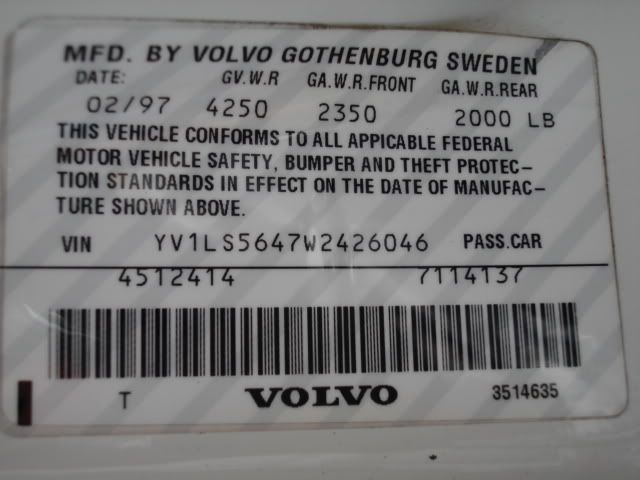 MFD. BY VOLVO GOTHENBURG SWEDEN
DATE: GV.W.R GA.W.R.FRONT GA.W.R.REAR
02/97 4250 2350 2000 LB
THIS VEHICLE CONFORMS TO ALL APPICABLE FEDERAL
MOTOR VEHICLE SAFETY, BUMPER AND THEFT PROTEC-
TION STANDARDS IN EFFECT ON THE DATE OF MANUFAC-
TURE SHOWN ABOVE.
VIN YV1LS5647W2426046 PASS.CAR
4512414 7114137
T VOLVO 3514635